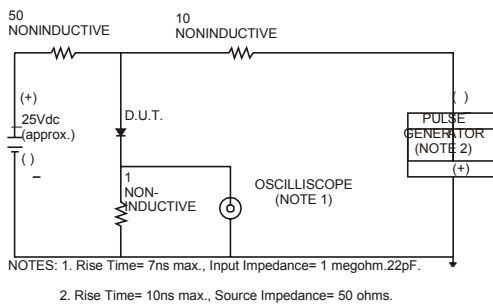 50
NONINDUCTIVE
10
NONINDUCTIVE
(+)
25Vdc
(approx.)
( )
–
D.U.T.
1
NON-
INDUCTIVE
OSCILLISCOPE
(NOTE 1)
( )
PULSE
GENERATOR
(NOTE 2)
(+)
NOTES: 1. Rise Time= 7ns max., Input Impedance= 1 megohm.22pF.
2. Rise Time= 10ns max., Source Impedance= 50 ohms.